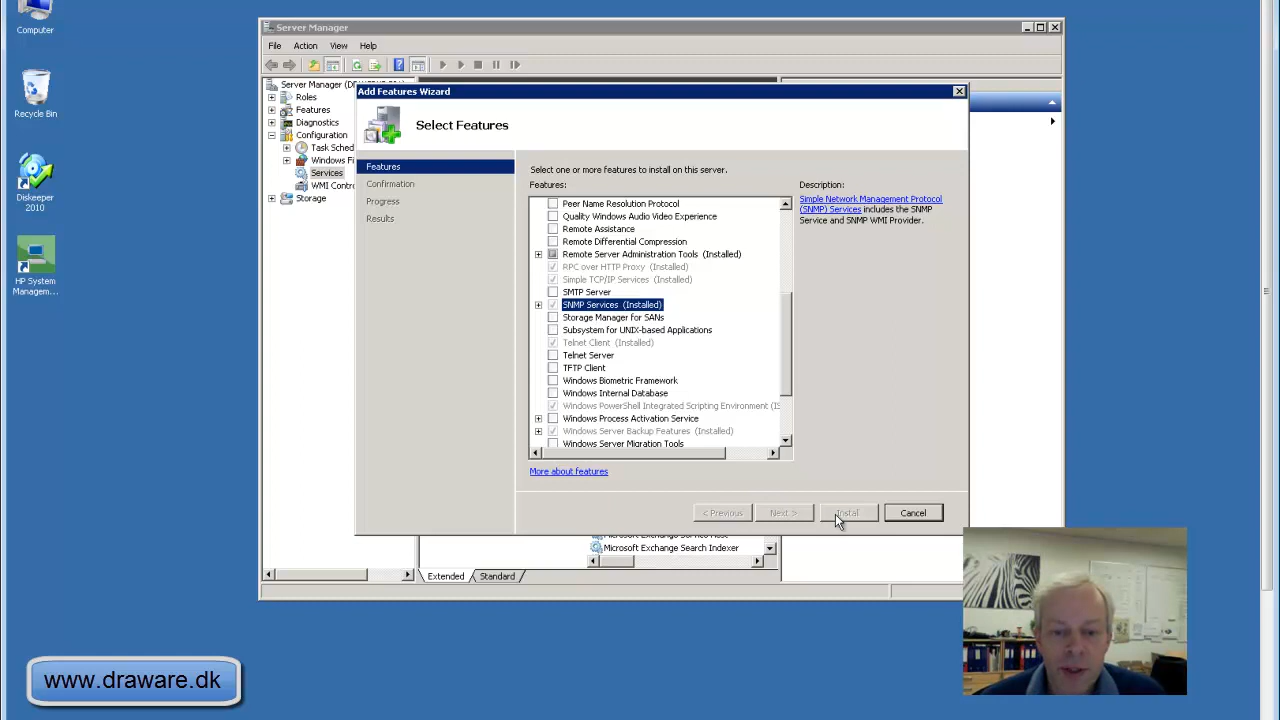 Computer
Recycle Bin
Diskeeper
2010
HP System
Managem...
Server Manager
File Action View Help
Server Manager
Roles
Features
Diagnostics
Configuration
Task Sched
Windows Fi
Services
WMI Contr
Storage
Add Features Wizard
Select Features
Features
Confirmation
Progress
Results
Select one or more features to install on this server.
Features:
Peer Name Resolution Protocol
Quality Windows Audio Video Experience
Remote Assistance
Remote Differential Compression
Remote Server Administration Tools (Installed)
RPC over HTTP Proxy (Installed)
Simple TCP/IP Services (Installed)
SMTP Server
SNMP Services (Installed)
Storage Manager for SANs
Subsystem for UNIX-based Applications
Telnet Client (Installed)
Telnet Server
TFTP Client
Windows Biometric Framework
Windows Internal Database
Windows PowerShell Integrated Scripting Environment (IS
Windows Process Activation Service
Windows Server Backup Features (Installed)
Windows Server Migration Tools
More about features
Description:
Simple Network Management Protocol
(SNMP) Services includes the SNMP
Service and SNMP WMI Provider.
< Previous Next > Install Cancel
Microsoft Exchange Search Indexer
Extended Standard
www.draware.dk